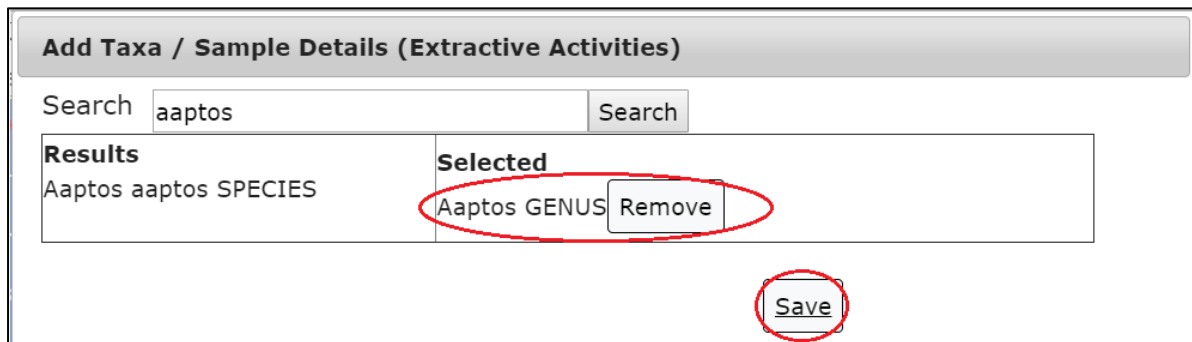 Add Taxa / Sample Details (Extractive Activities)
Search aaptos Search
Results Selected
Aaptos aaptos SPECIES Aaptos GENUS Remove
Save